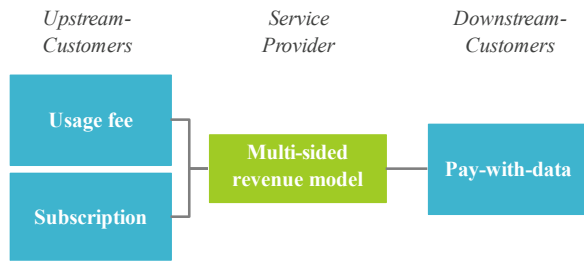 Upstream-
Customers
Service
Provider
Downstream-
Customers
Usage fee
Subscription
Multi-sided
revenue model
Pay-with-data